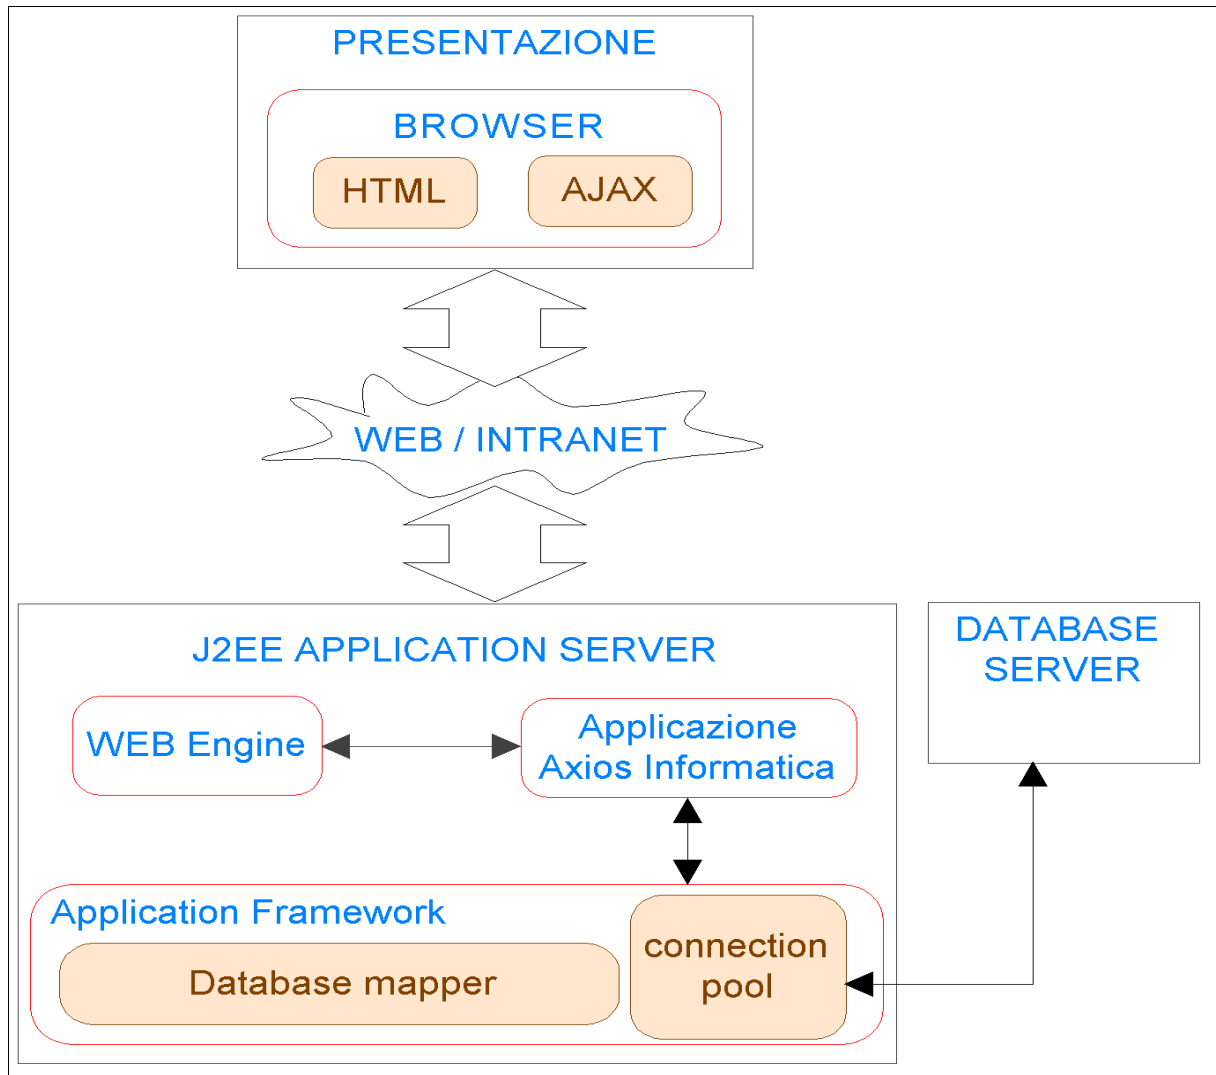 PRESENTAZIONE
BROWSER
HTML
AJAX
WEB / INTRANET
J2EE APPLICATION SERVER
DATABASE
SERVER
WEB Engine
Applicazione
Axios Informatica
Application Framework
Database mapper
connection
pool